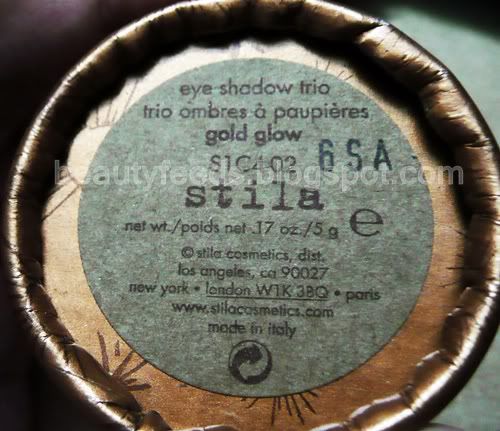 eye shadow trio
trio ombres à paupières
gold glow
S1C402 6SA
beautyfeeds.blogspot.com
stila
net wt./poids net .17 oz./5 g e
© stila cosmetics, dist.
los angeles, ca 90027
new york • london W1K 3BQ • paris
www.stilacosmetics.com
made in italy